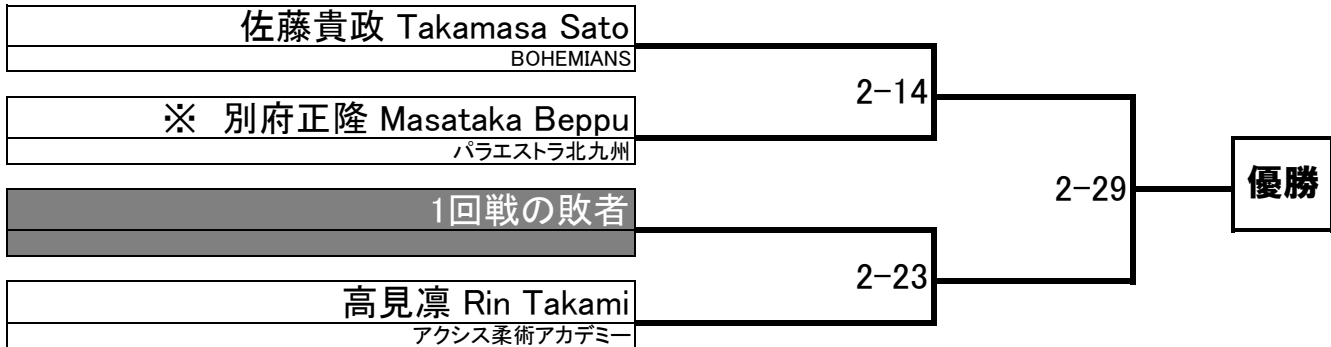 佐藤貴政 Takamasa Sato
BOHEMIANS
2-14
※ 別府正隆 Masataka Beppu
パラエストラ北九州
2-29
優勝
1回戦の敗者
2-23
高見凛 Rin Takami
アクシス柔術アカデミー